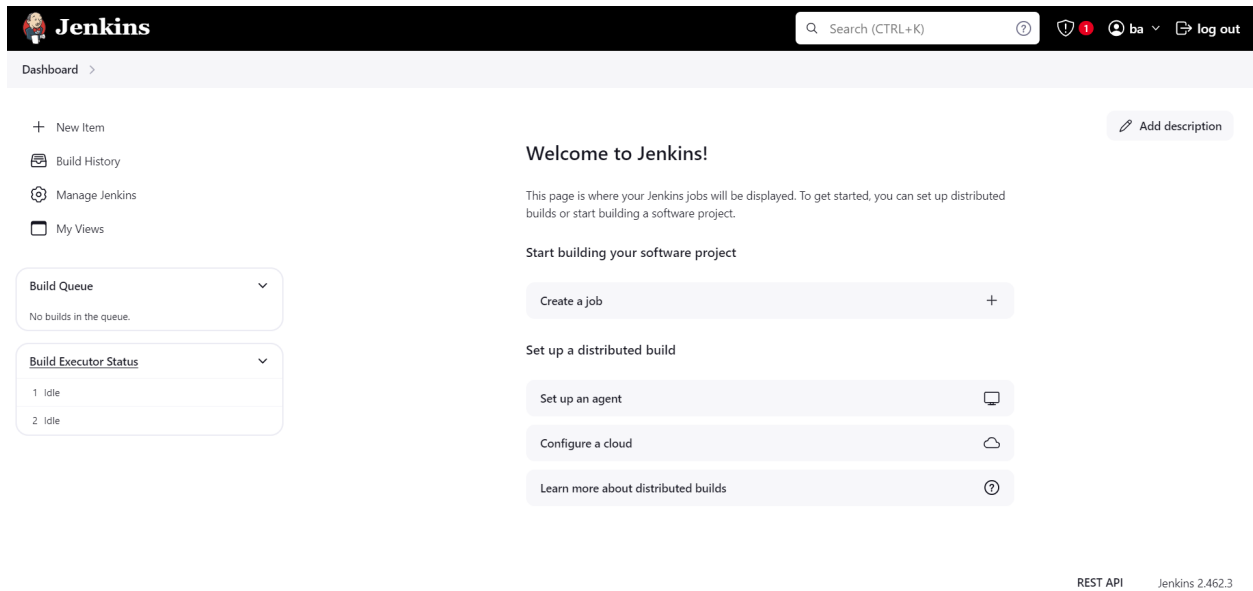 Jenkins
Search (CTRL+K)
?
1
ba
log out
Dashboard
New Item
Build History
Manage Jenkins
My Views
Build Queue
No builds in the queue.
Build Executor Status
1 Idle
2 Idle
Add description
Welcome to Jenkins!
This page is where your Jenkins jobs will be displayed. To get started, you can set up distributed
builds or start building a software project.
Start building your software project
Create a job
Set up a distributed build
Set up an agent
Configure a cloud
Learn more about distributed builds
?
REST API
Jenkins 2.462.3